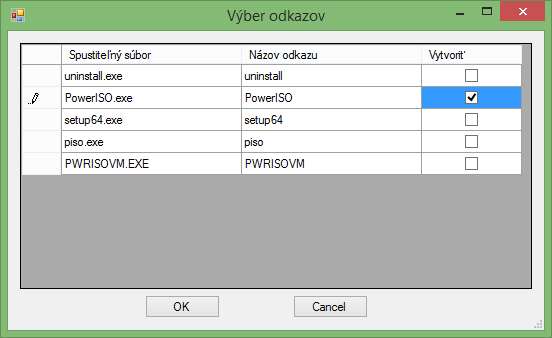 Výber odkazov
Spustiteľný súbor Názov odkazu Vytvoriť
uninstall.exe uninstall
PowerISO.exe PowerISO
setup64.exe setup64
piso.exe piso
PWRISOVM.EXE PWRISOVM
OK Cancel